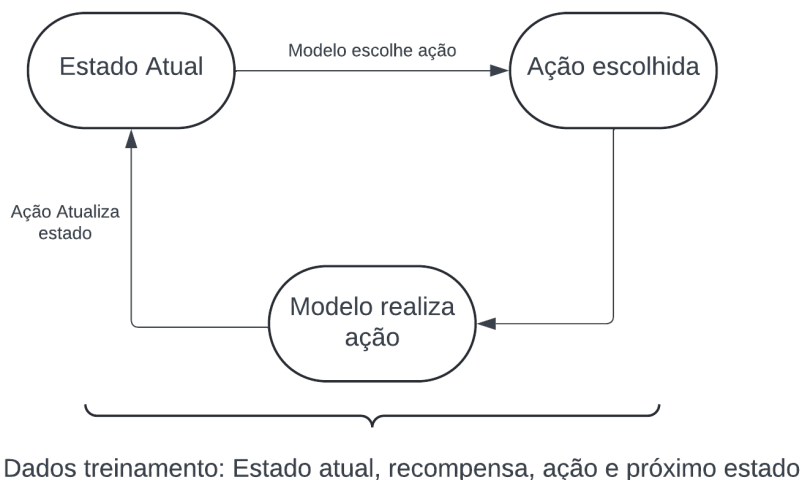 Estado Atual
Modelo escolhe ação
Ação escolhida
Ação Atualiza
estado
Modelo realiza
ação
Dados treinamento: Estado atual, recompensa, ação e próximo estado